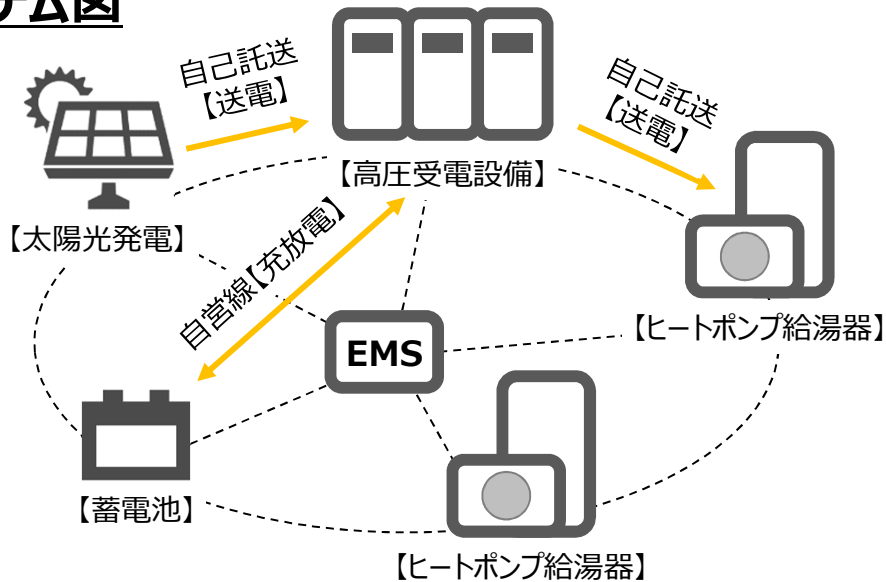 テム図
自己託送
【送電】
自己託送
【送電】
【高圧受電設備】
【太陽光発電】
自営線【充放電】
【ヒートポンプ給湯器】
EMS
【蓄電池】
【ヒートポンプ給湯器】